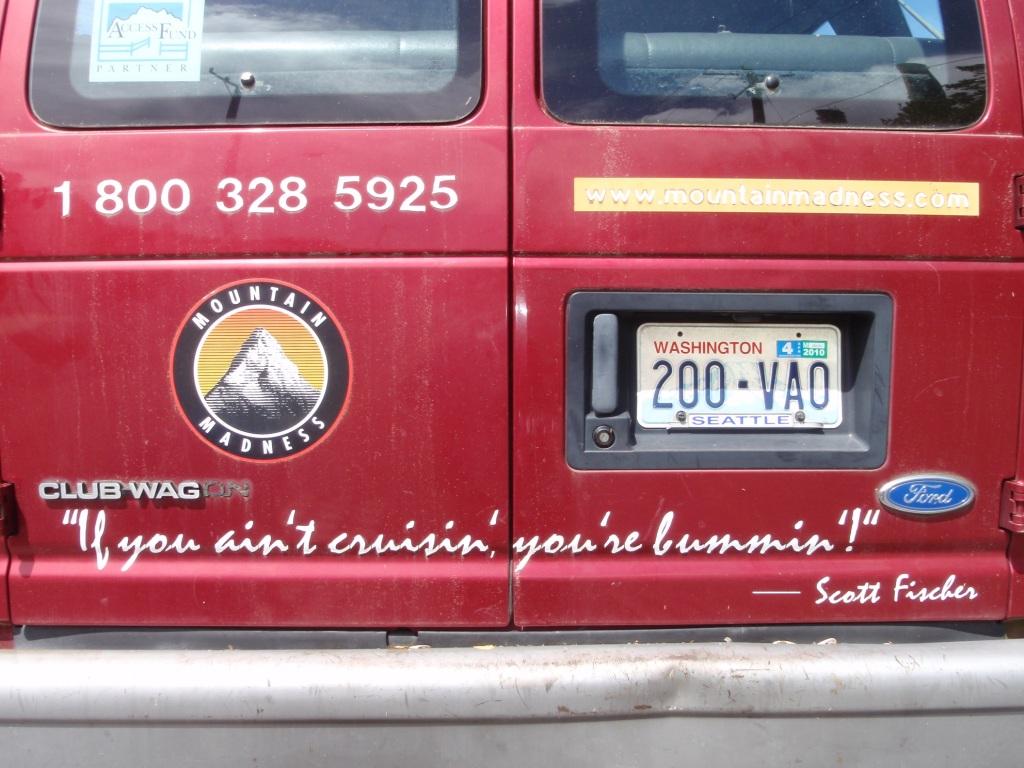 ACCESS FUND
PARTNER
1 800 328 5925
www.mountainmadness.com
MOUNTAIN
MADNESS
WASHINGTON
4
2010
200·VAO
SEATTLE
CLUB WAGON
Ford
"If you ain't cruisin', you're bummin'!"
— Scott Fischer